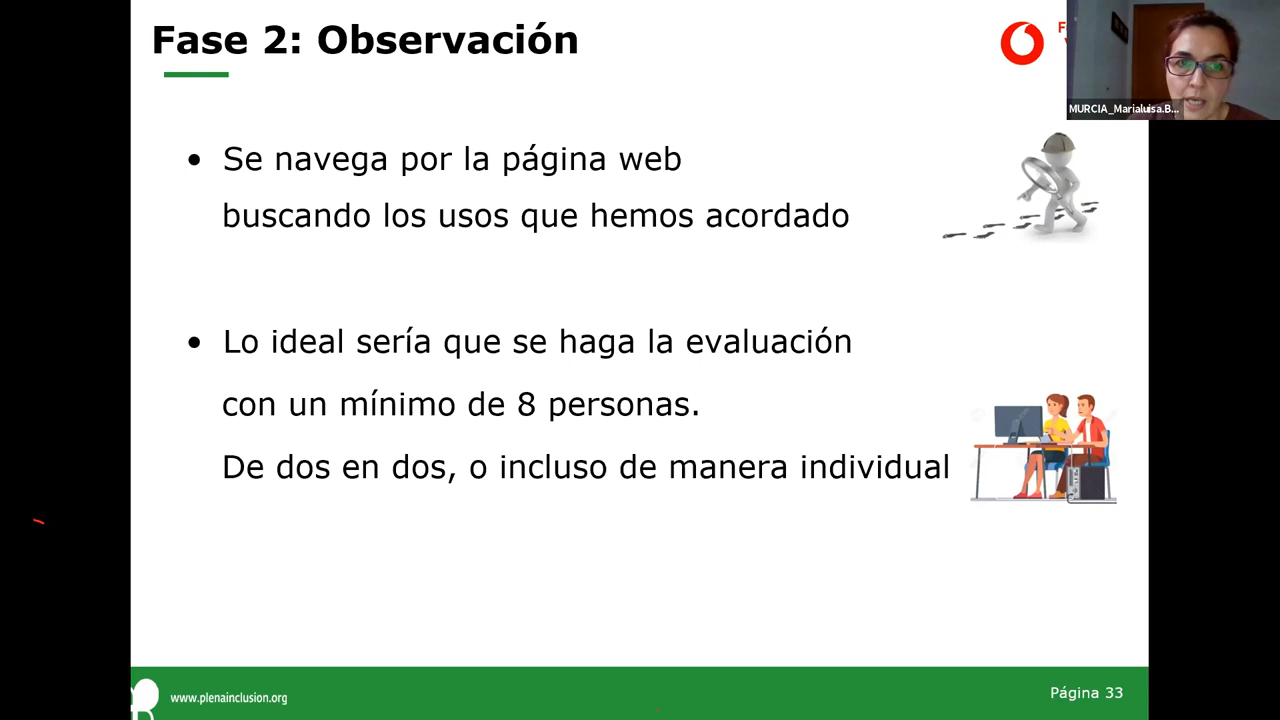 Fase 2: Observación
MURCIA_Marialuisa.B...
• Se navega por la página web
buscando los usos que hemos acordado
• Lo ideal sería que se haga la evaluación
con un mínimo de 8 personas.
De dos en dos, o incluso de manera individual
www.plenainclusion.org
Página 33